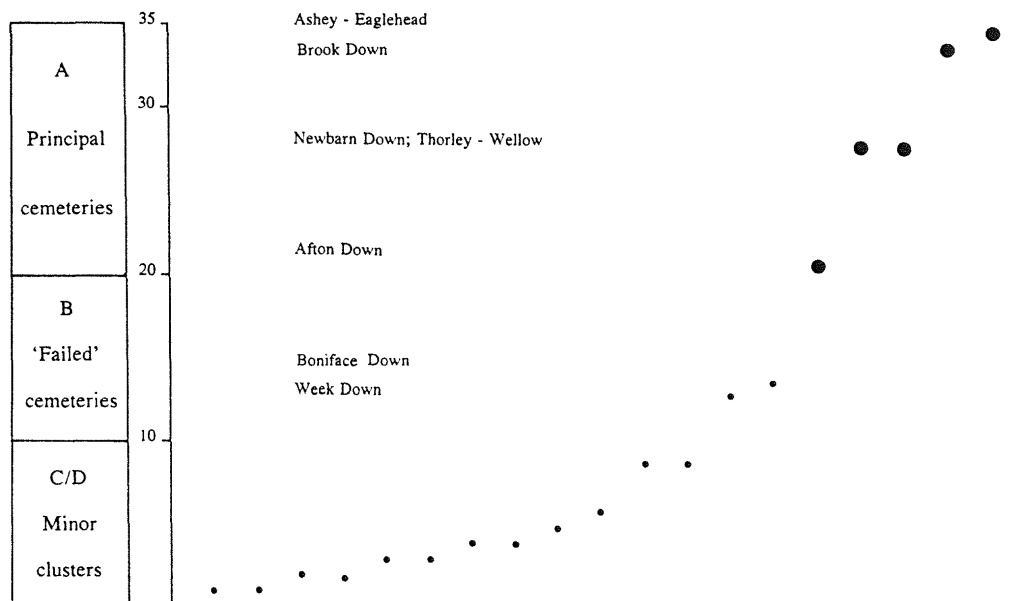 A
Principal
cemeteries
B
‘Failed’
cemeteries
C/D
Minor
clusters
35
30
20
10
Ashey - Eaglehead
Brook Down
Newbarn Down; Thorley - Wellow
Afton Down
Boniface Down
Week Down